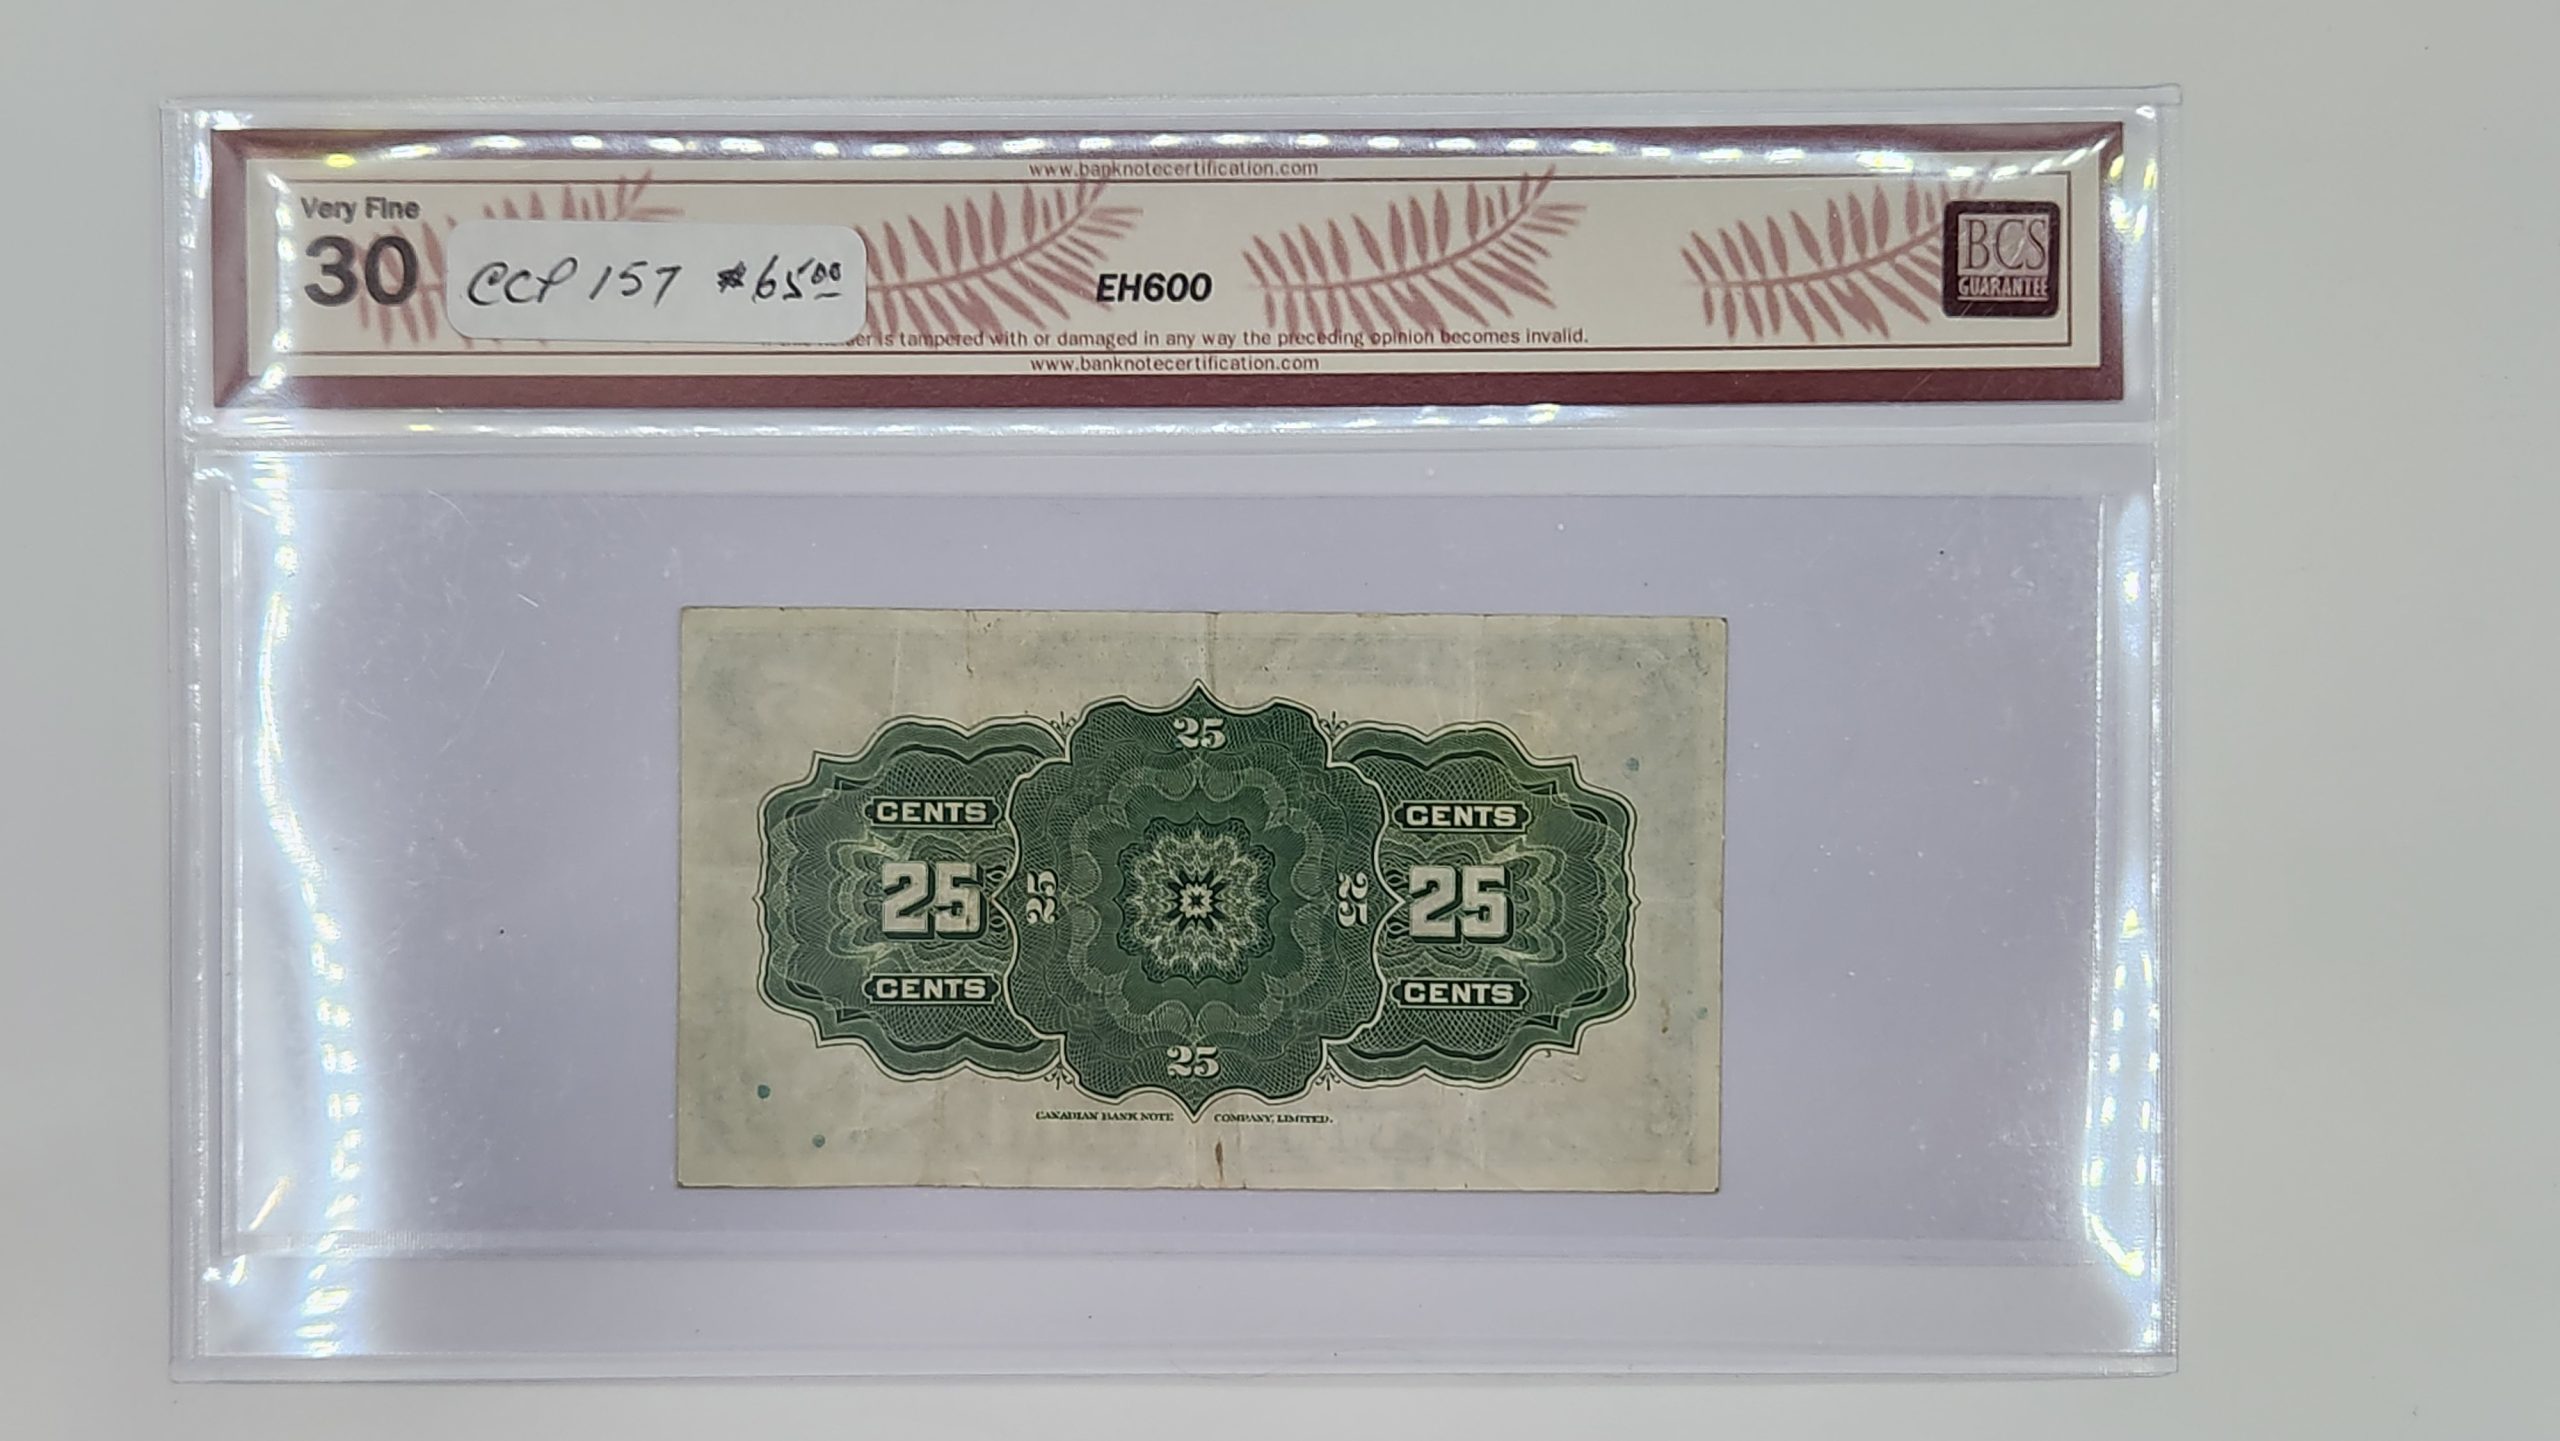 www.banknotecertification.com
Very Fine
30
CCP 157 $65.00
EH600
BCS
GUARANTEE
is tampered with or damaged in any way the preceding opinion becomes invalid.
www.banknotecertification.com
25
CENTS CENTS
25 25 25 25
CENTS CENTS
25
CANADIAN BANK NOTE COMPANY, LIMITED.